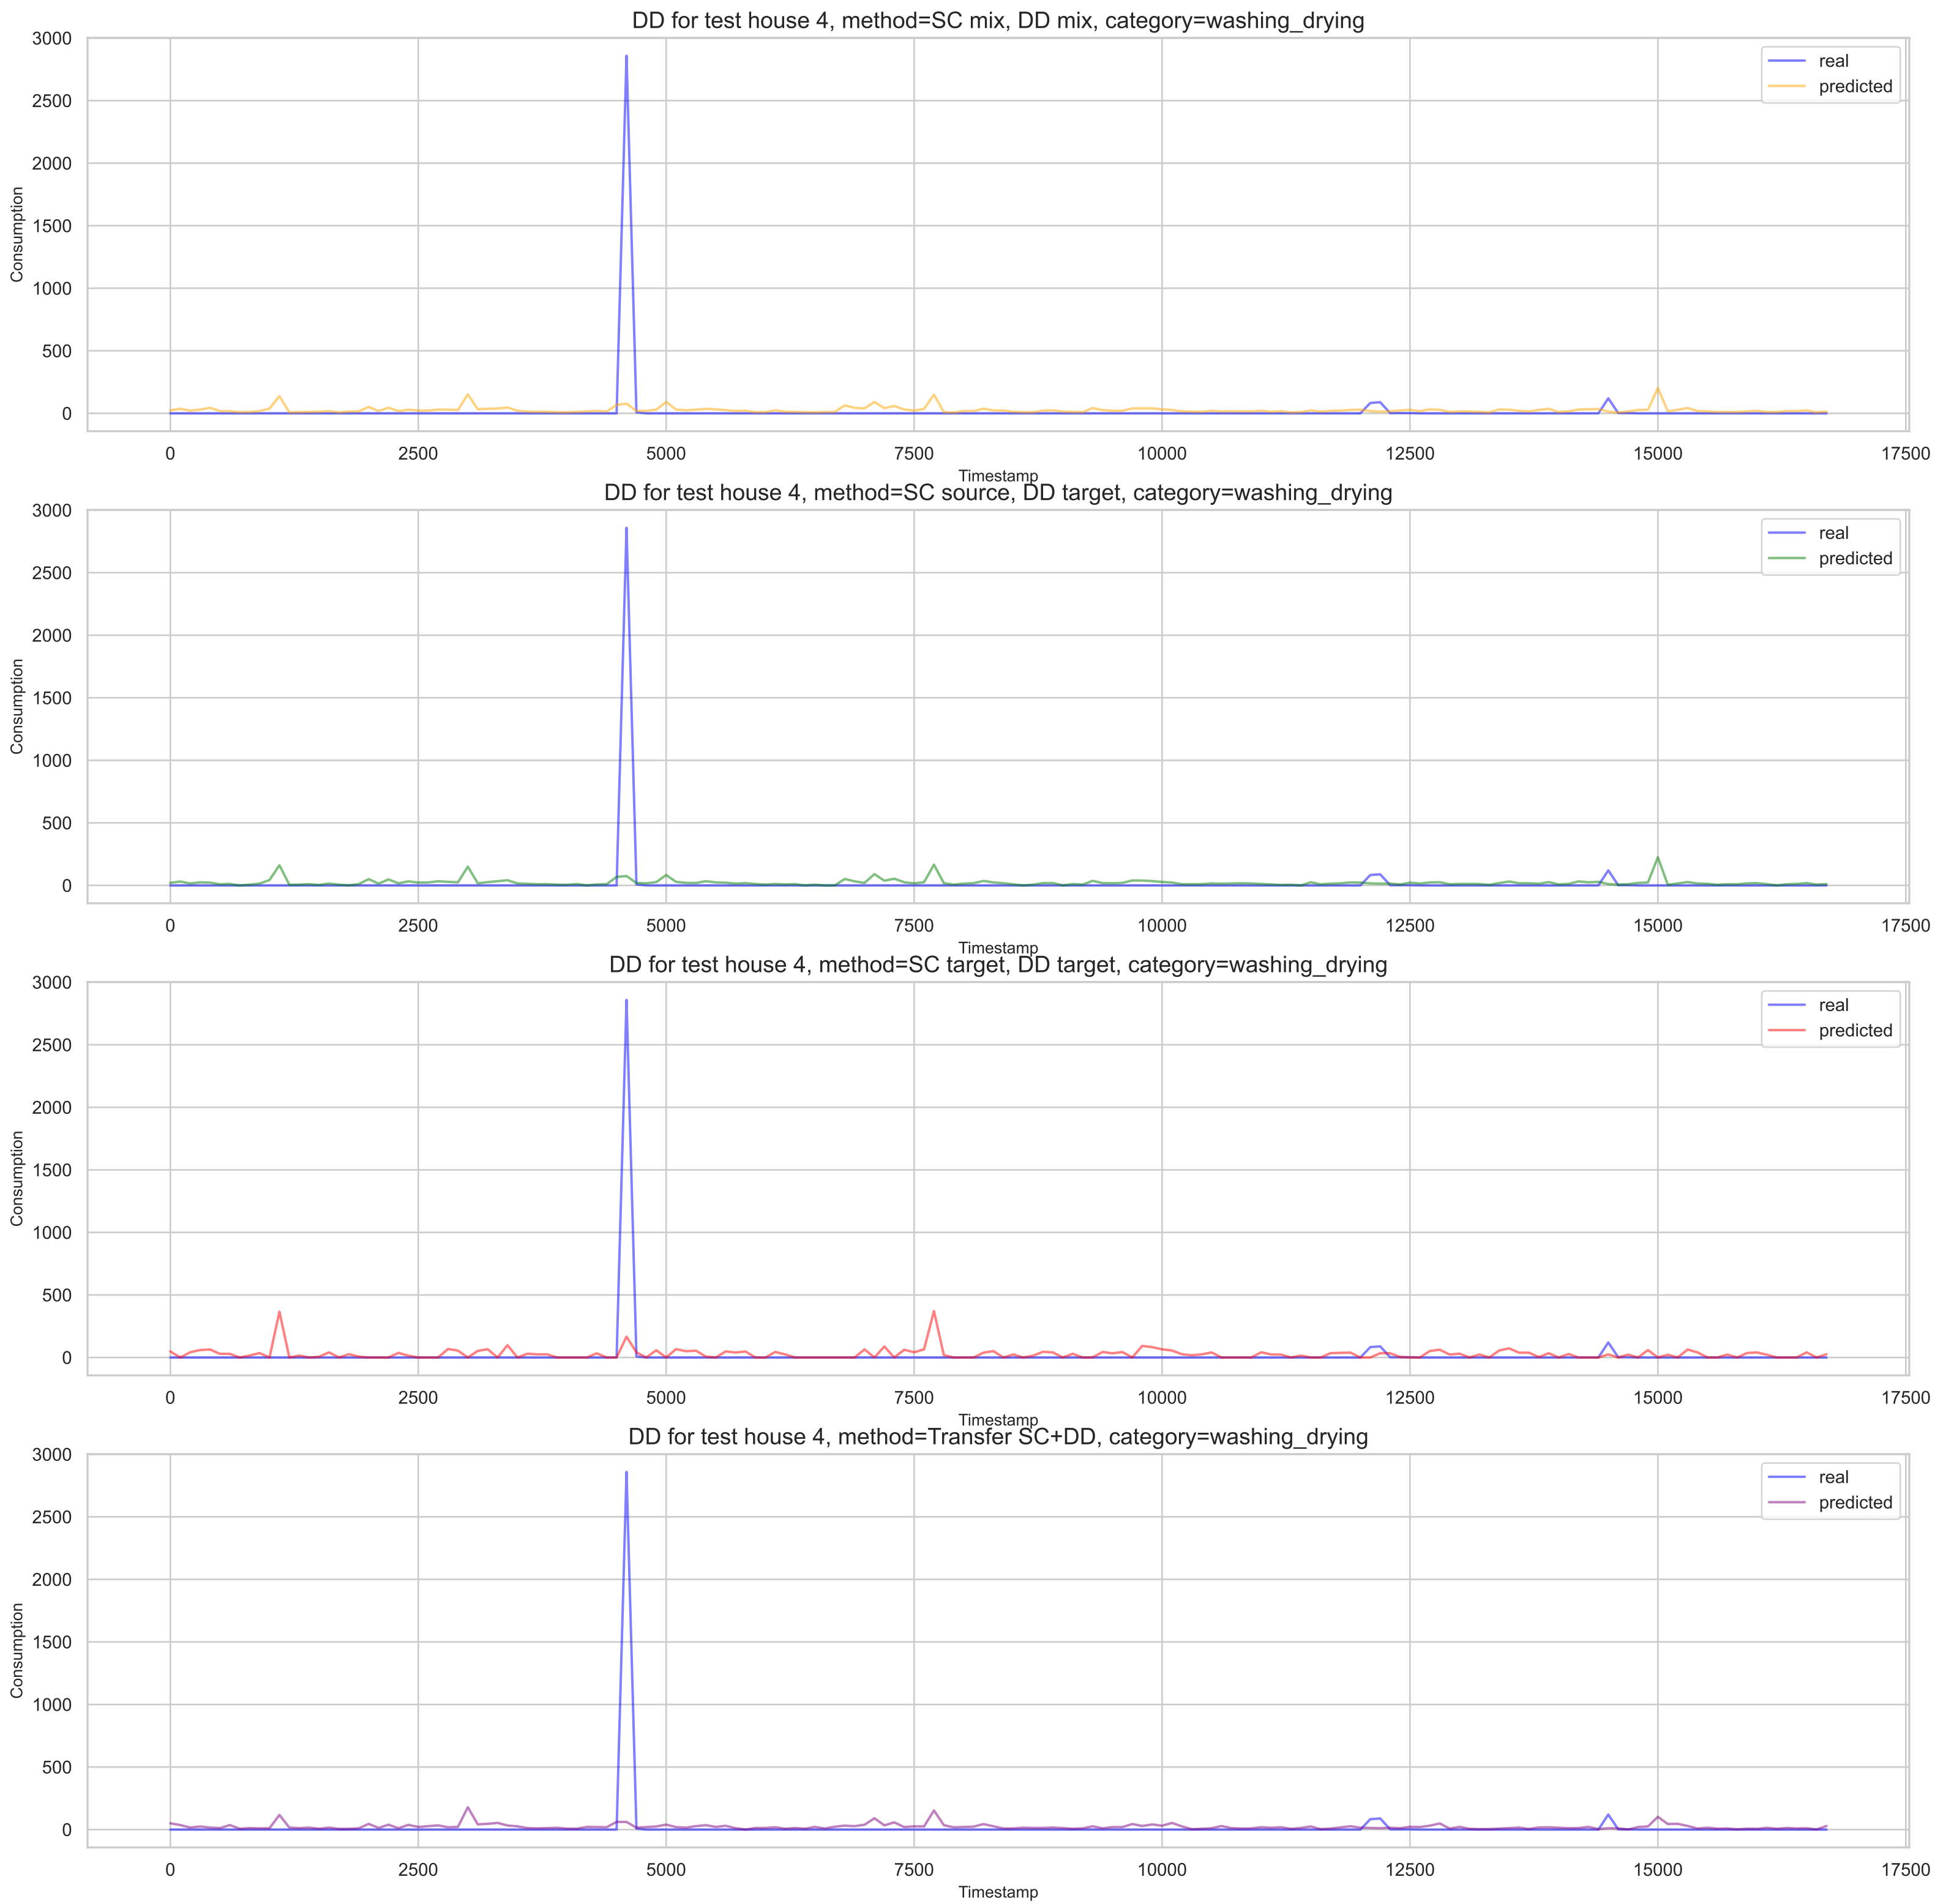 DD for test house 4, method=SC mix, DD mix, category=washing_drying
3000
2500
2000
1500
1000
500
0
Consumption
real
predicted
0 2500 5000 7500 10000 12500 15000 17500
Timestamp
DD for test house 4, method=SC source, DD target, category=washing_drying
3000
2500
2000
1500
1000
500
0
Consumption
real
predicted
0 2500 5000 7500 10000 12500 15000 17500
Timestamp
DD for test house 4, method=SC target, DD target, category=washing_drying
3000
2500
2000
1500
1000
500
0
Consumption
real
predicted
0 2500 5000 7500 10000 12500 15000 17500
Timestamp
DD for test house 4, method=Transfer SC+DD, category=washing_drying
3000
2500
2000
1500
1000
500
0
Consumption
real
predicted
0 2500 5000 7500 10000 12500 15000 17500
Timestamp